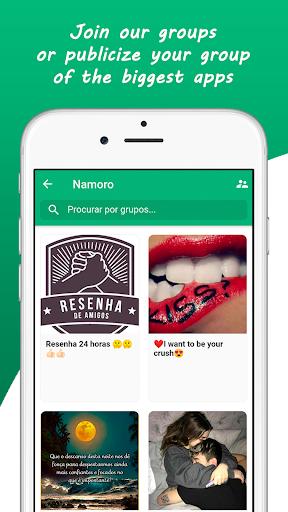 Join our groups
or publicize your group
of the biggest apps
Namoro
Procurar por grupos...
RESENHA
DE AMIGOS
KISS?
Resenha 24 horas 🙂🙂
👍🏻👍🏻
❤️I want to be your
crush😍
Que o descanso desta noite nos dê
força para despertarmos ainda
mais confiantes e focados no
que é importante!